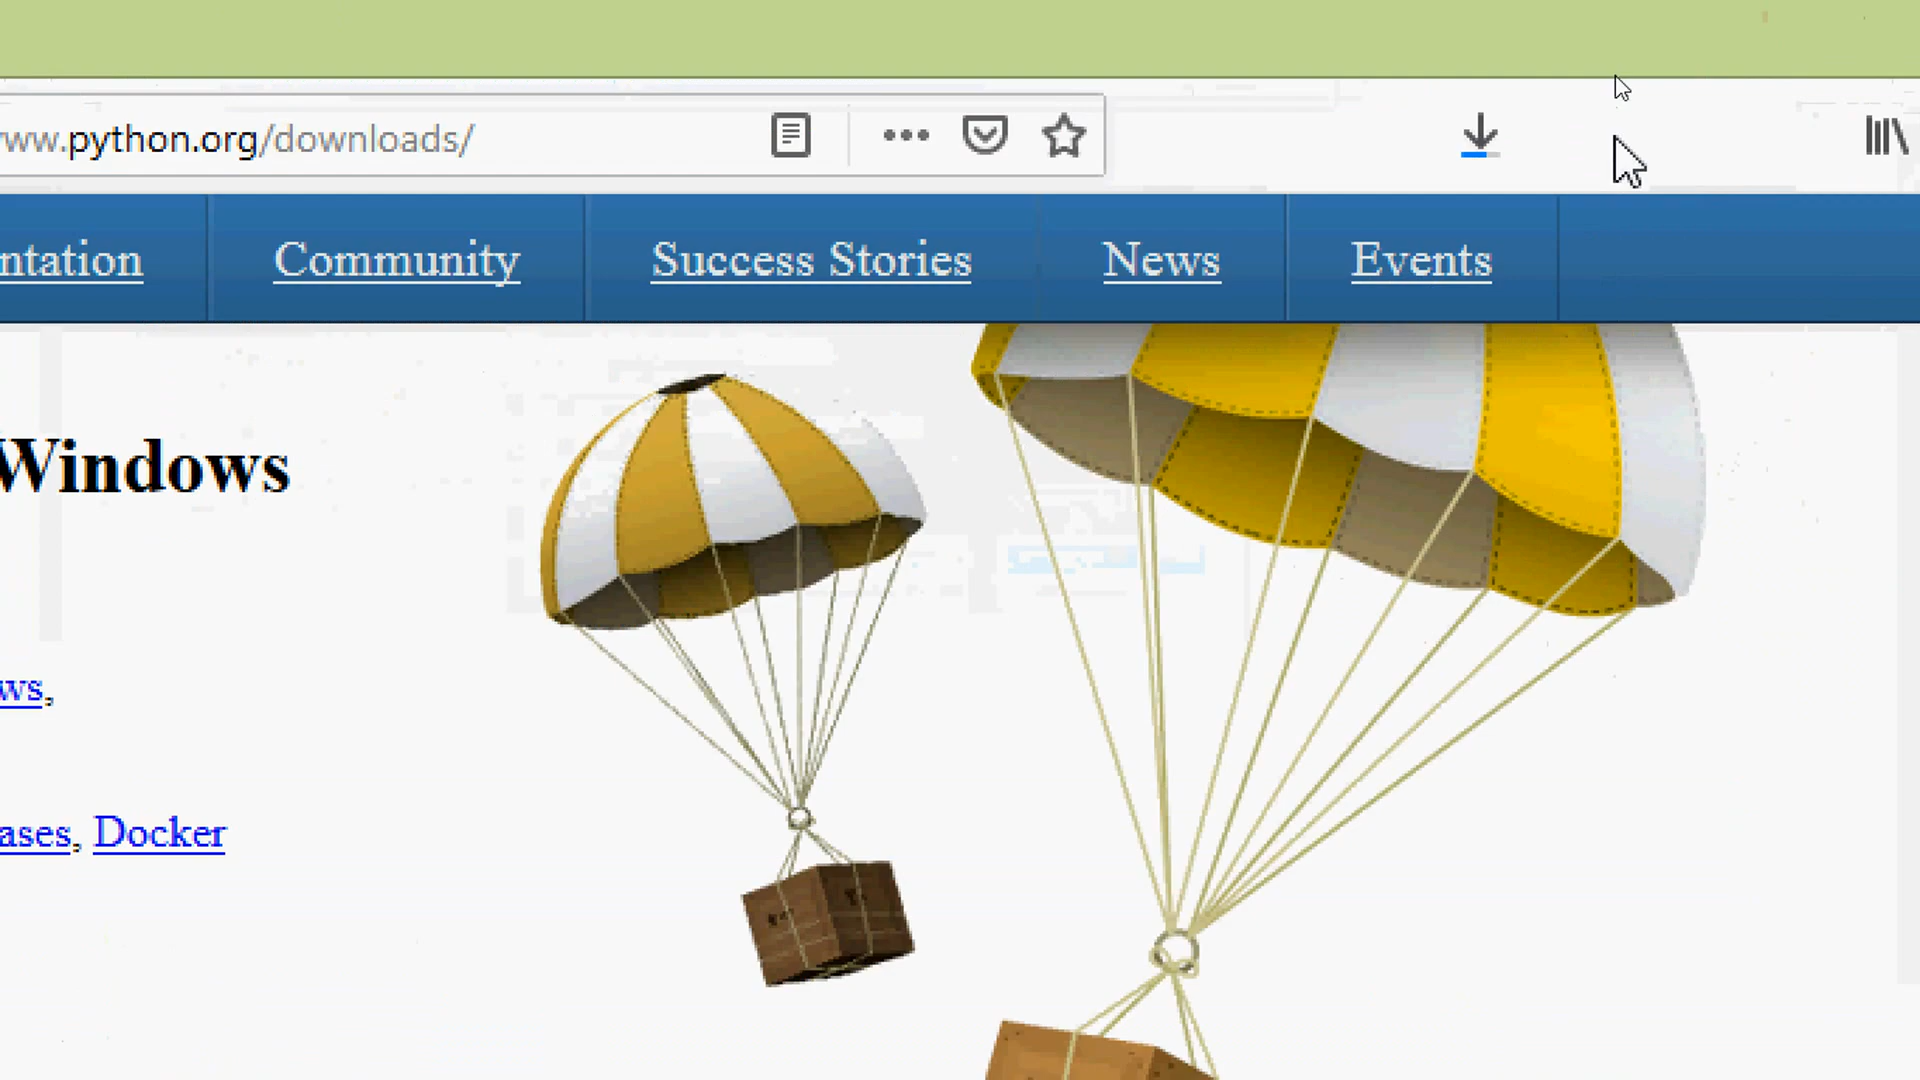 ww.python.org/downloads/
ntation Community Success Stories News Events
Windows
ws,
ases, Docker